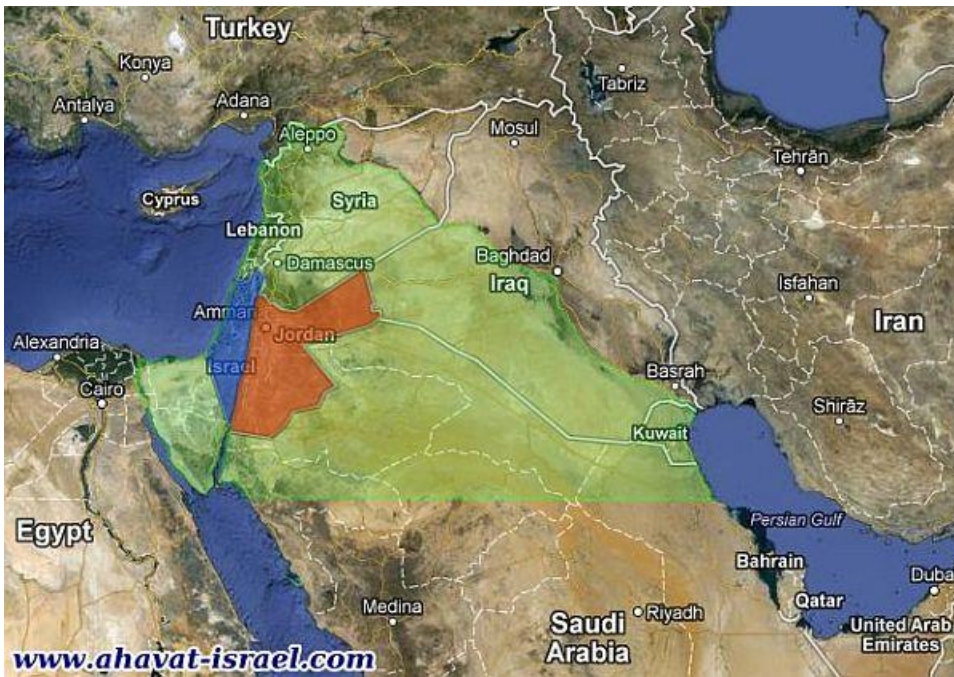 Turkey
Konya
Antalya
Adana
Tabriz
Aleppo
Mosul
Tehrān
Cyprus
Syria
Lebanon
Damascus
Baghdad
Iraq
Isfahan
Amman
Jordan
Iran
Alexandria
Israel
Cairo
Basrah
Shirāz
Kuwait
Egypt
Persian Gulf
Bahrain
Duba
Medina
Qatar
Saudi
Arabia
Riyadh
United Arab
Emirates
www.ahavat-israel.com